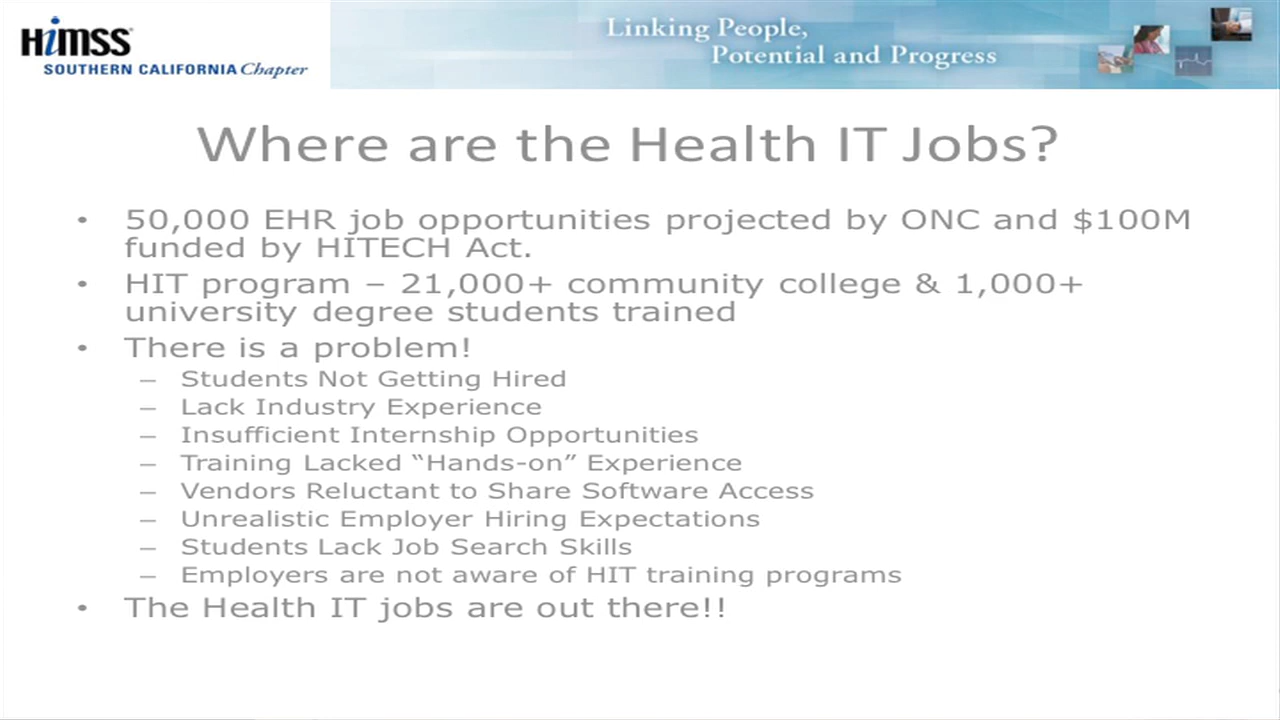 HiMSS
SOUTHERN CALIFORNIA Chapter
Linking People,
Potential and Progress
Where are the Health IT Jobs?
• 50,000 EHR job opportunities projected by ONC and $100M
funded by HITECH Act.
• HIT program – 21,000+ community college & 1,000+
university degree students trained
• There is a problem!
– Students Not Getting Hired
– Lack Industry Experience
– Insufficient Internship Opportunities
– Training Lacked “Hands-on” Experience
– Vendors Reluctant to Share Software Access
– Unrealistic Employer Hiring Expectations
– Students Lack Job Search Skills
– Employers are not aware of HIT training programs
• The Health IT jobs are out there!!